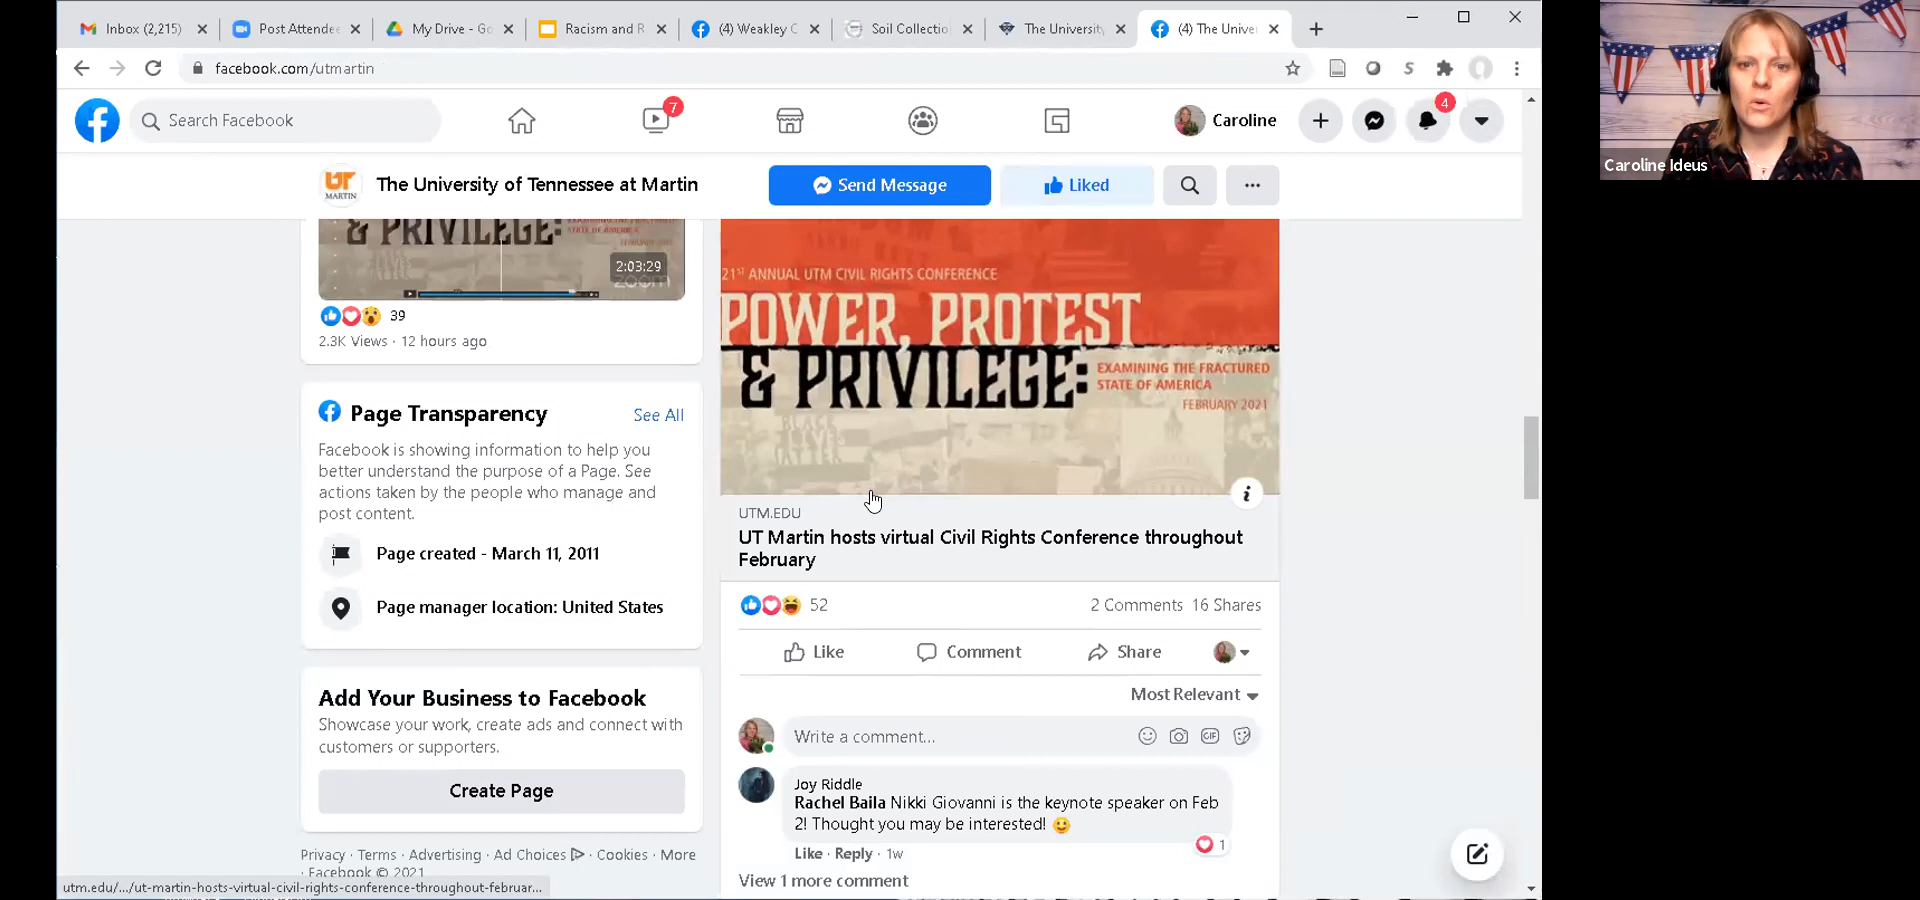 Inbox (2,215)
Post Attende
My Drive - Go
Racism and R
(4) Weakley C
Soil Collectio
The University
(4) The Unive
facebook.com/utmartin
Search Facebook
7
Caroline
4
UT
MARTIN
The University of Tennessee at Martin
Send Message
Liked
Caroline Ideus
& PRIVILEGE:
FEBRUARY 2021
2:03:29
zoom
39
2.3K Views · 12 hours ago
Page Transparency
See All
Facebook is showing information to help you
better understand the purpose of a Page. See
actions taken by the people who manage and
post content.
Page created - March 11, 2011
Page manager location: United States
Add Your Business to Facebook
Showcase your work, create ads and connect with
customers or supporters.
Create Page
Privacy · Terms · Advertising · Ad Choices · Cookies · More
· Facebook © 2021
utm.edu/.../ut-martin-hosts-virtual-civil-rights-conference-throughout-februar...
21ST ANNUAL UTM CIVIL RIGHTS CONFERENCE
POWER, PROTEST
& PRIVILEGE:
EXAMINING THE FRACTURED
STATE OF AMERICA
FEBRUARY 2021
BLACK
LIVES
MATTER
UTM.EDU
UT Martin hosts virtual Civil Rights Conference throughout
February
52
2 Comments 16 Shares
Like
Comment
Share
Most Relevant
Write a comment...
GIF
Joy Riddle
Rachel Baila Nikki Giovanni is the keynote speaker on Feb
2! Thought you may be interested!
1
Like · Reply · 1w
View 1 more comment